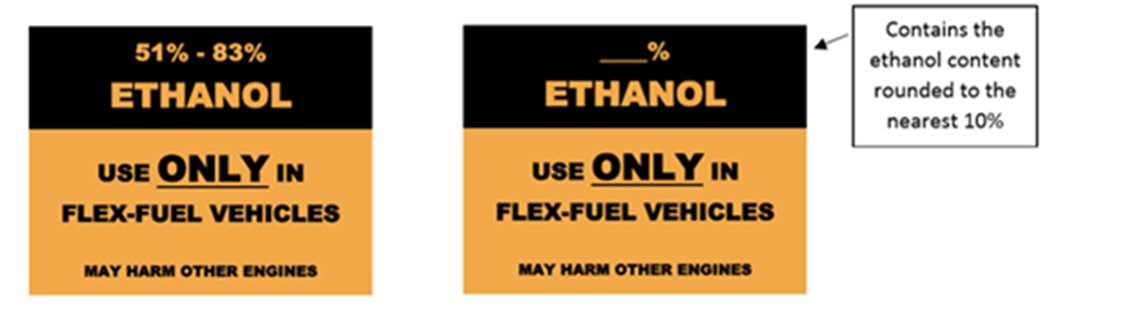 51% - 83%
ETHANOL
USE ONLY IN
FLEX-FUEL VEHICLES
MAY HARM OTHER ENGINES
____%
ETHANOL
USE ONLY IN
FLEX-FUEL VEHICLES
MAY HARM OTHER ENGINES
Contains the
ethanol content
rounded to the
nearest 10%